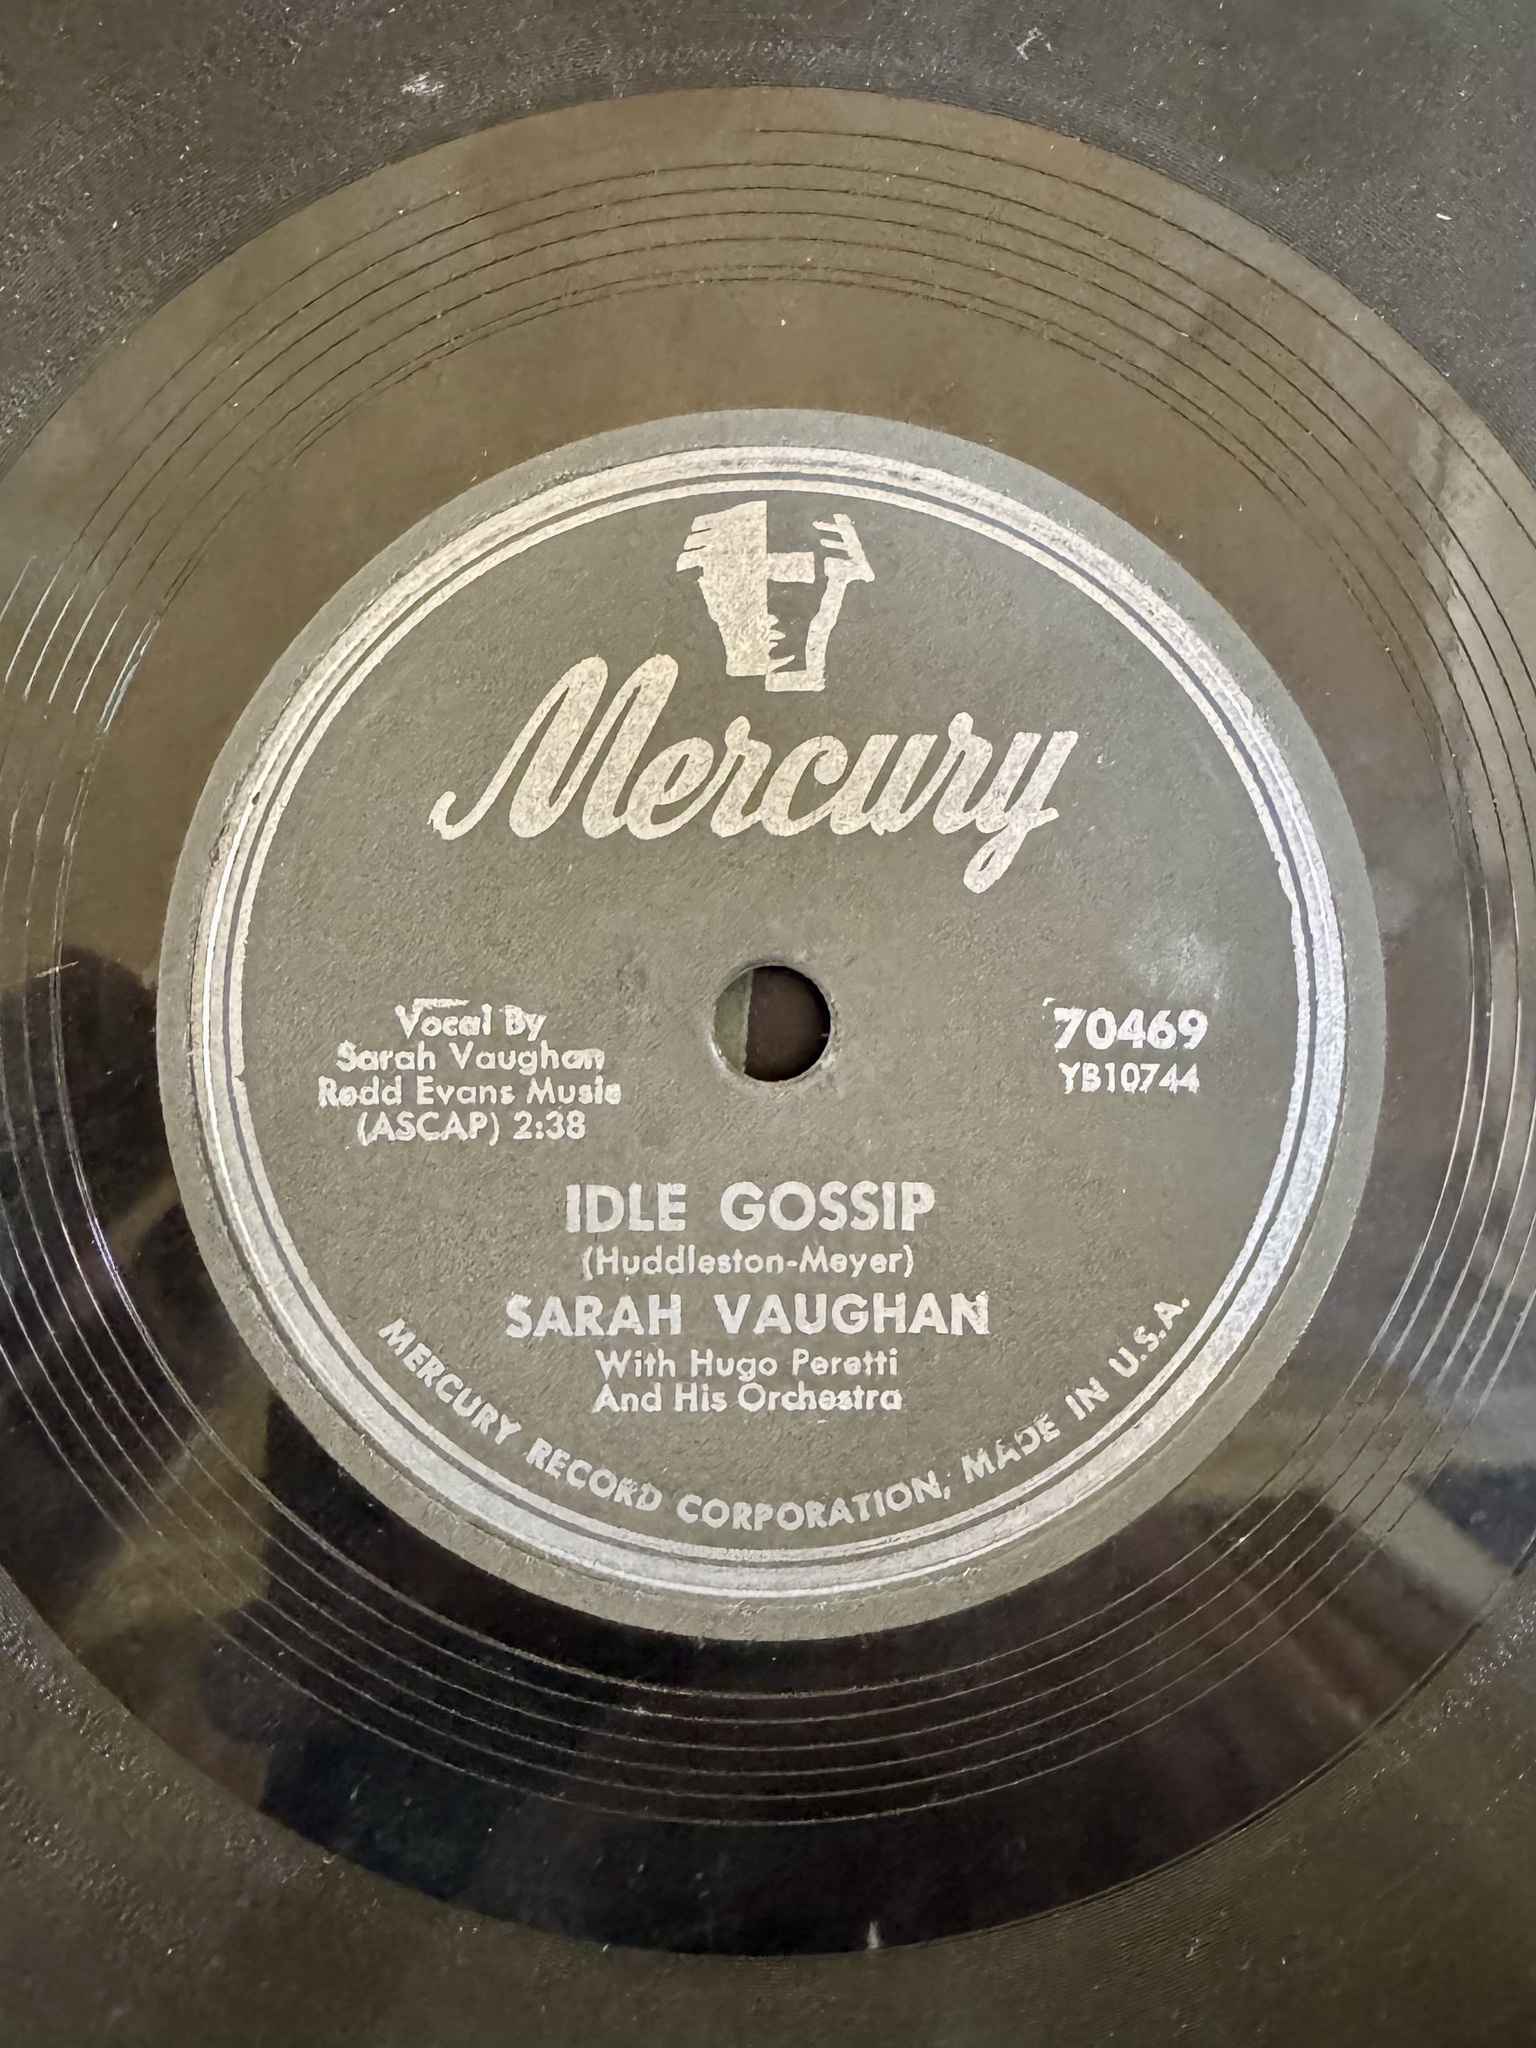 Mercury
Vocal By
Sarah Vaughan
Redd Evans Music
(ASCAP) 2:38
70469
YB10744
IDLE GOSSIP
(Huddleston-Meyer)
SARAH VAUGHAN
With Hugo Peretti
And His Orchestra
MERCURY RECORD CORPORATION, MADE IN U.S.A.